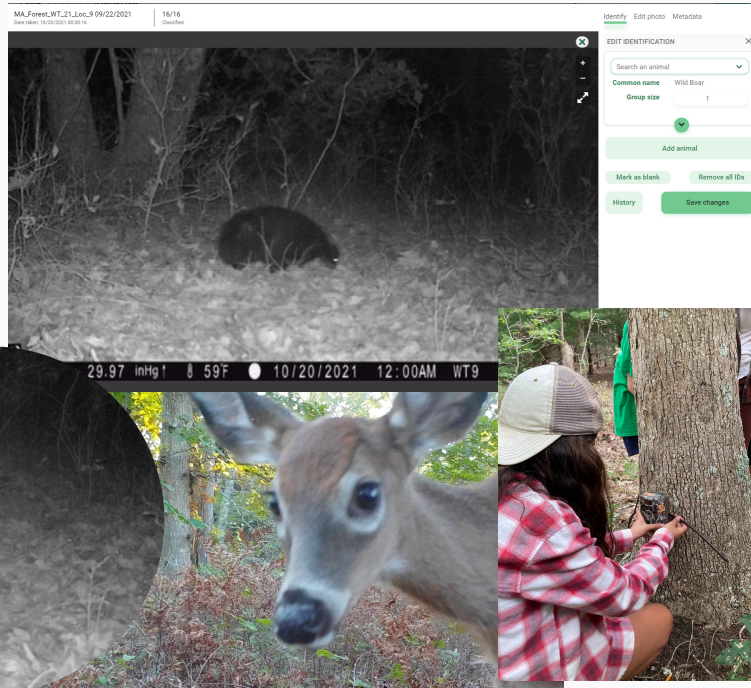 MA_Forest_WT_21_Loc_9 09/22/2021
Date taken: 10/20/2021 00:00:16
16/16
Classified
Identify Edit photo Metadata
EDIT IDENTIFICATION
Search an animal
Common name Wild Boar
Group size 1
Add animal
Mark as blank Remove all IDs
History Save changes
29.97 inHg↑ 59°F 10/20/2021 12:00AM WT9